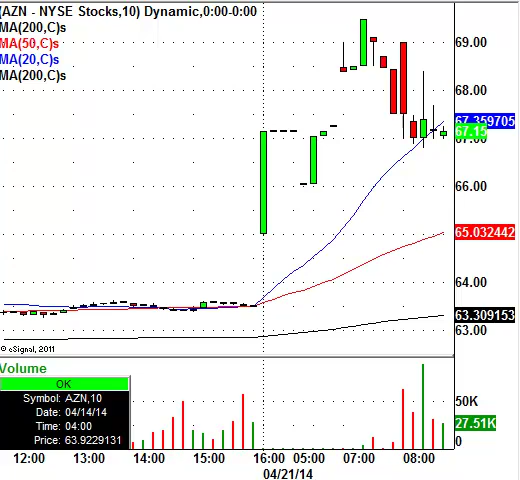 (AZN - NYSE Stocks,10) Dynamic,0:00-0:00
MA(200,C)s
MA(50,C)s
MA(20,C)s
MA(200,C)s
69.00
68.00
67.359705
67.15
67.00
66.00
65.032442
64.00
63.309153
63.00
© eSignal, 2011
Volume
OK
Symbol: AZN,10
Date: 04/14/14
Time: 04:00
Price: 63.9229131
50K
27.51K
0
12:00 13:00 14:00 15:00 16:00 05:00 07:00 08:00
04/21/14